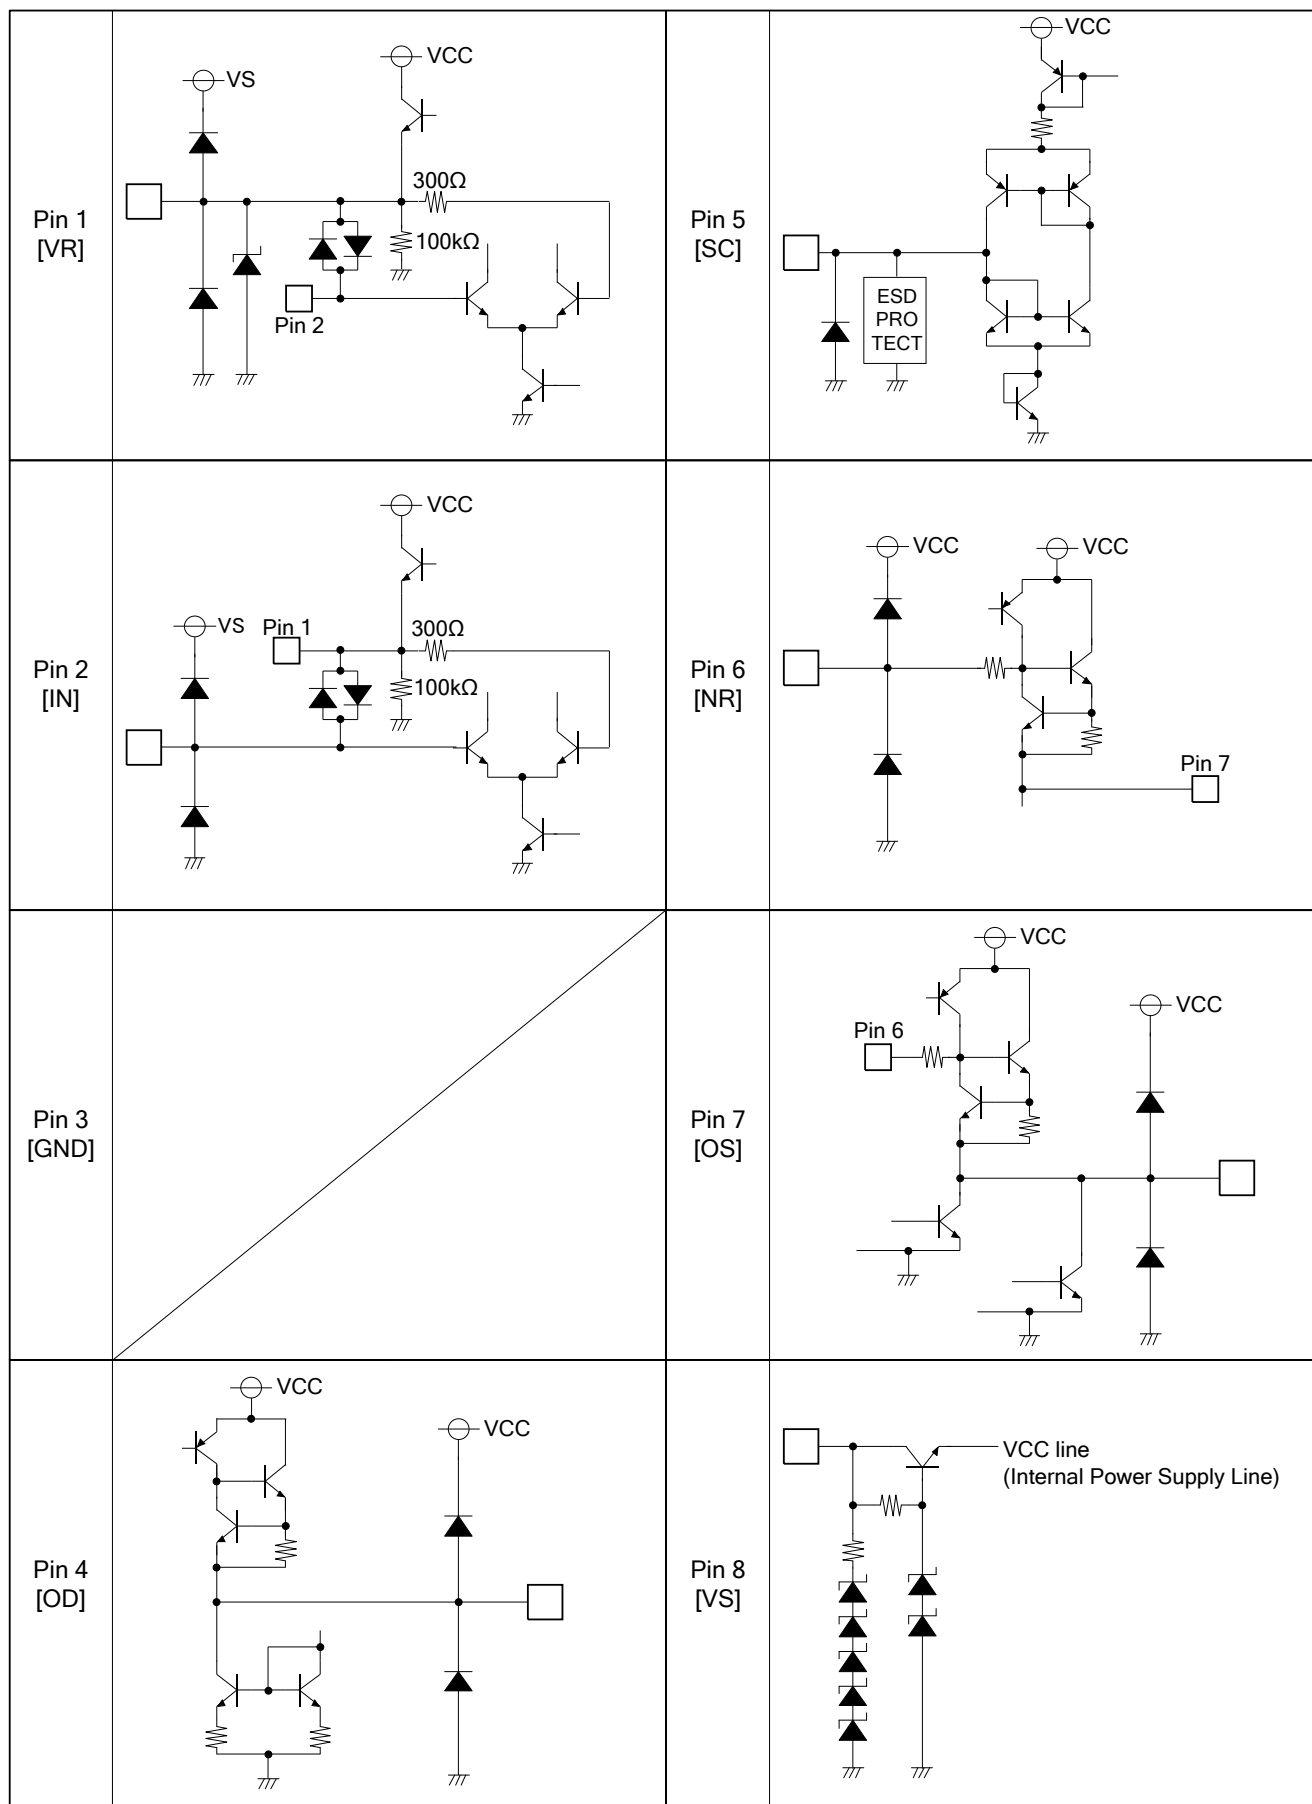 Pin 1
[VR]
VS
VCC
300Ω
100kΩ
Pin 2
Pin 5
[SC]
VCC
ESD
PRO
TECT
Pin 2
[IN]
VCC
VS
Pin 1
300Ω
100kΩ
Pin 6
[NR]
VCC
VCC
Pin 7
Pin 3
[GND]
Pin 7
[OS]
VCC
VCC
Pin 6
Pin 4
[OD]
VCC
VCC
Pin 8
[VS]
VCC line
(Internal Power Supply Line)